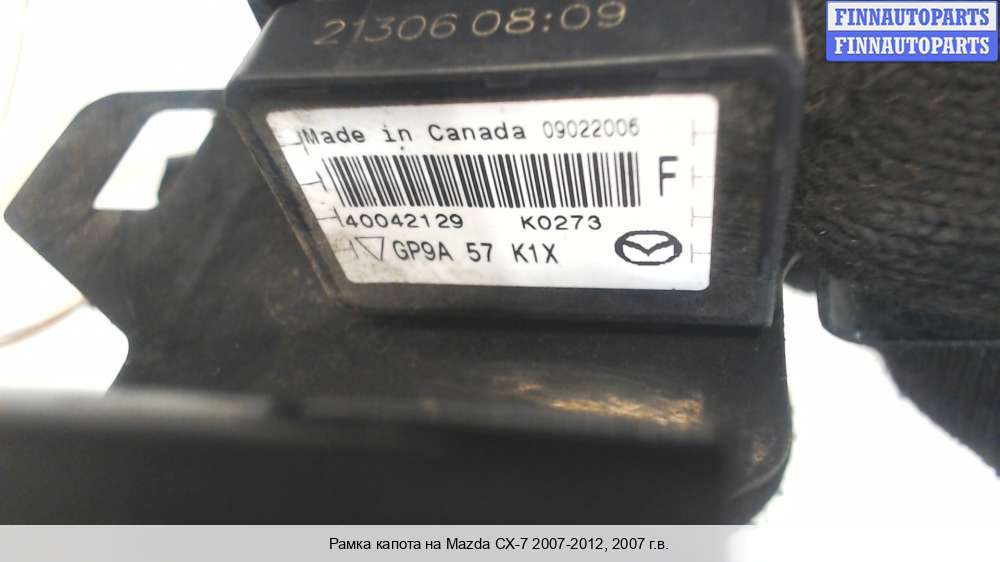 21306 08:09
FINNAUTOPARTS
FINNAUTOPARTS
Made in Canada 09022006
F
40042129 K0273
GP9A 57 K1X
Рамка капота на Mazda CX-7 2007-2012, 2007 г.в.